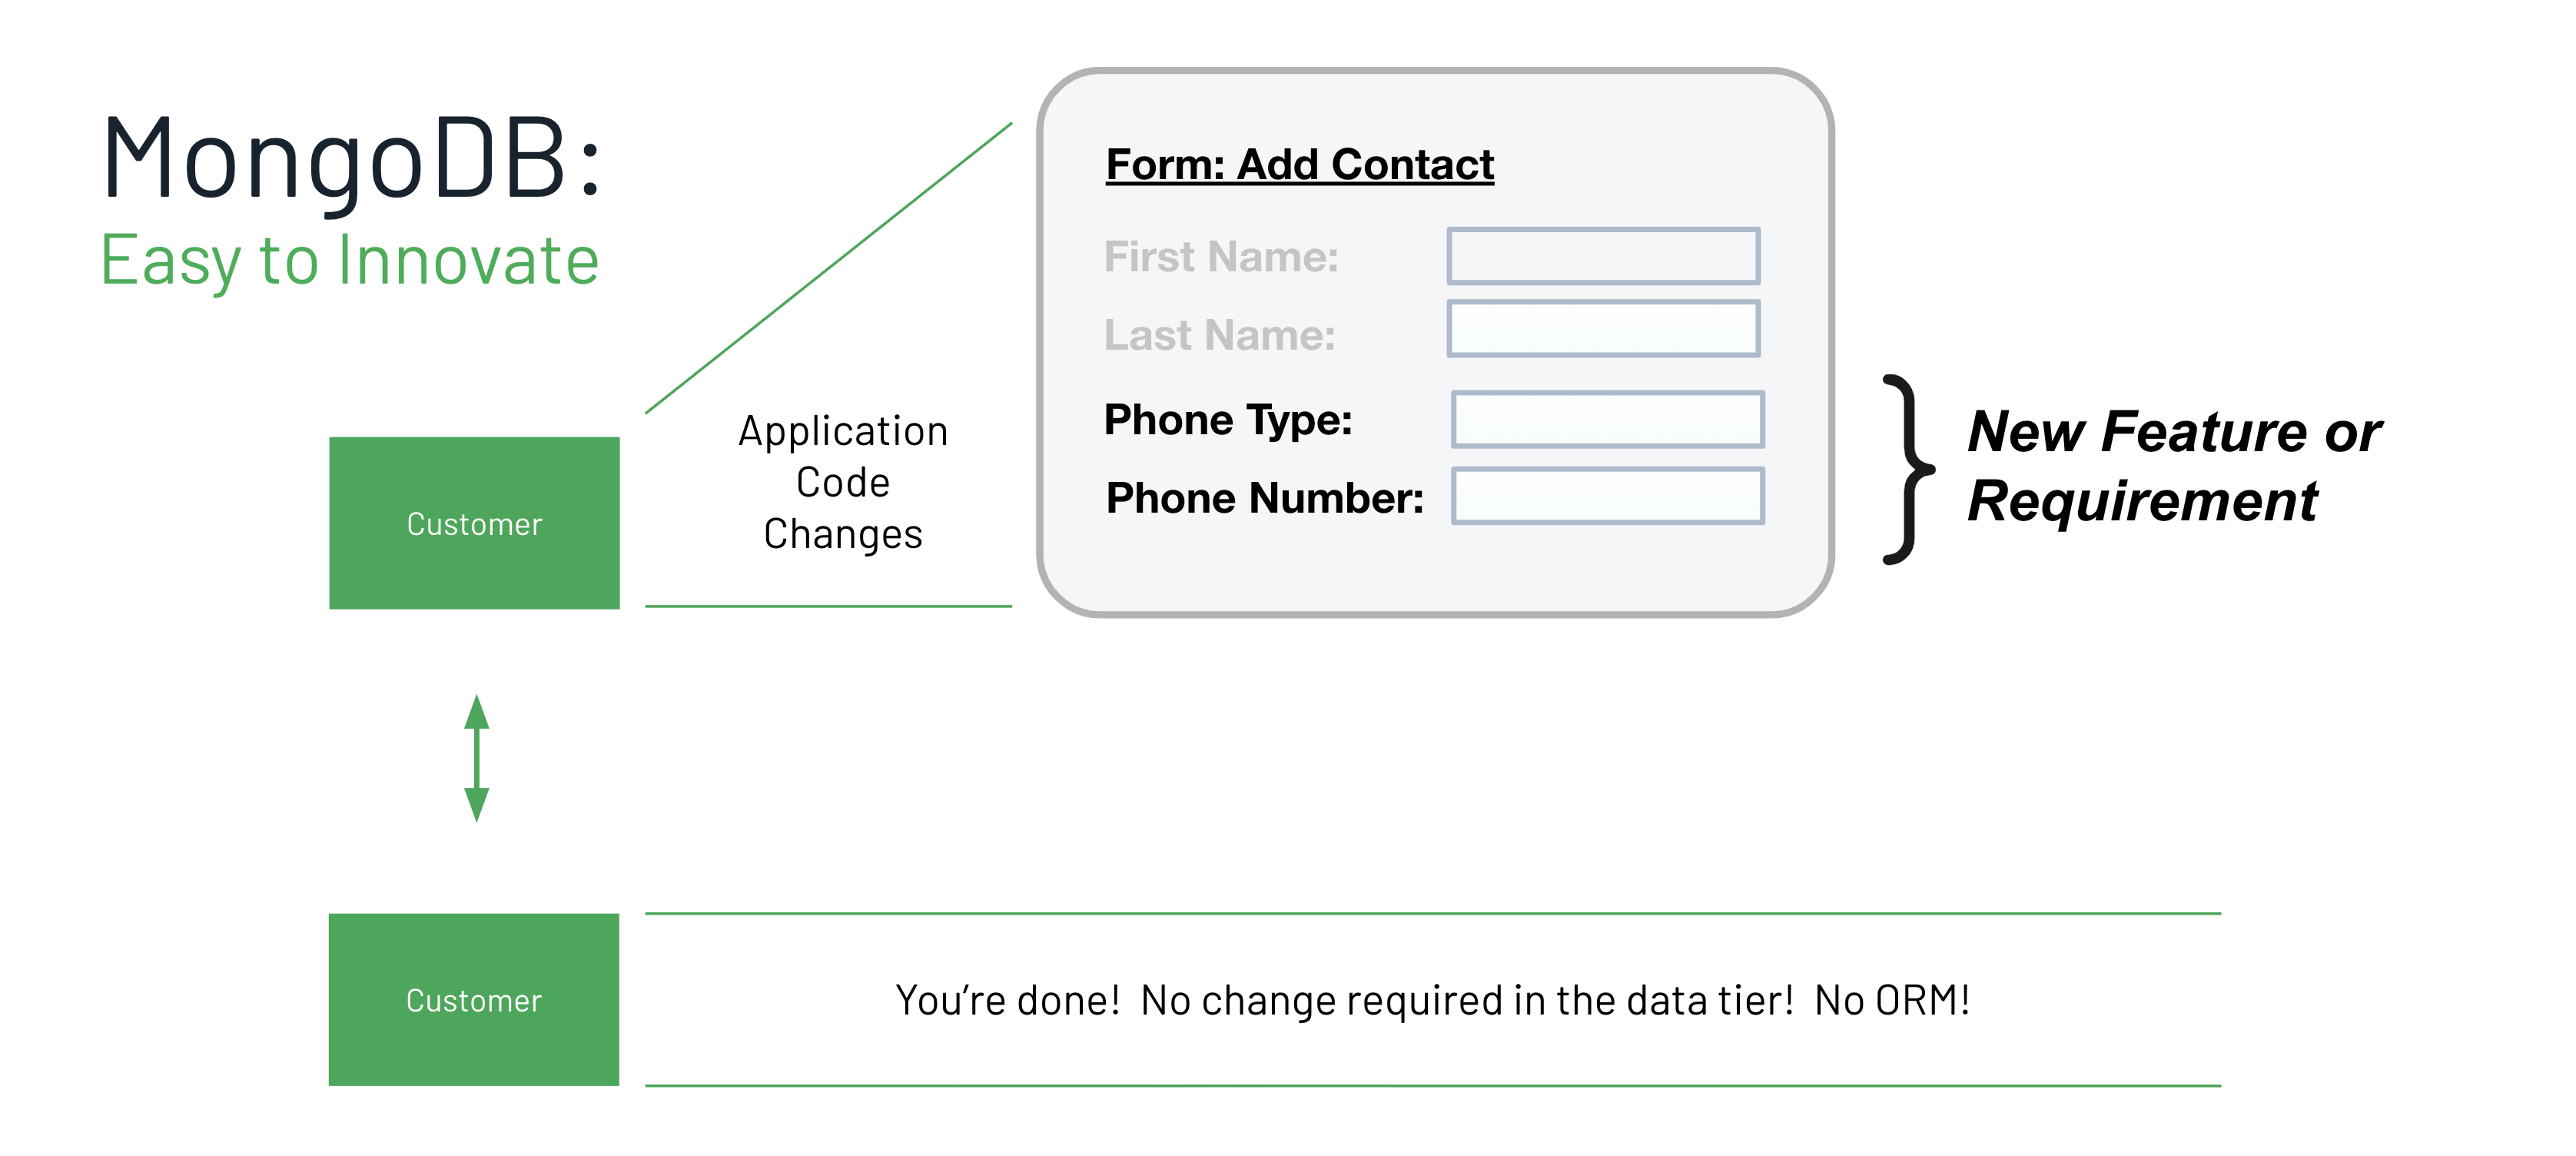 MongoDB:
Easy to Innovate
Form: Add Contact
First Name:
Last Name:
Phone Type:
Phone Number:
New Feature or
Requirement
Application
Code
Changes
Customer
Customer
You’re done!  No change required in the data tier!  No ORM!